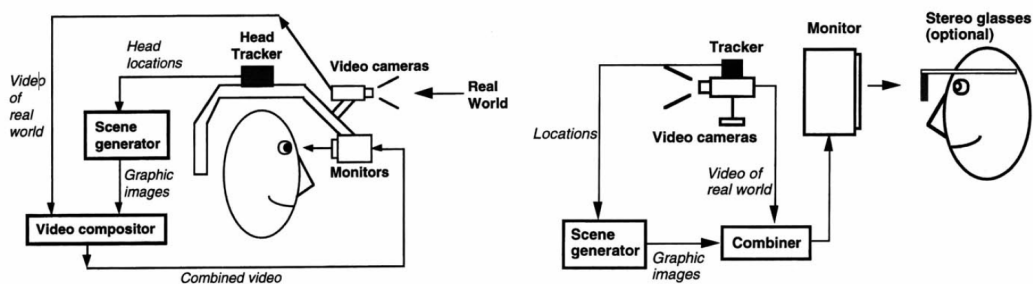 Head
Tracker
Head
locations
Video cameras
Video
of
real
world
Real
World
Scene
generator
Monitors
Graphic
images
Video compositor
Combined video
Monitor
Stereo glasses
(optional)
Tracker
Locations
Video cameras
Video of
real world
Scene
generator
Combiner
Graphic
images